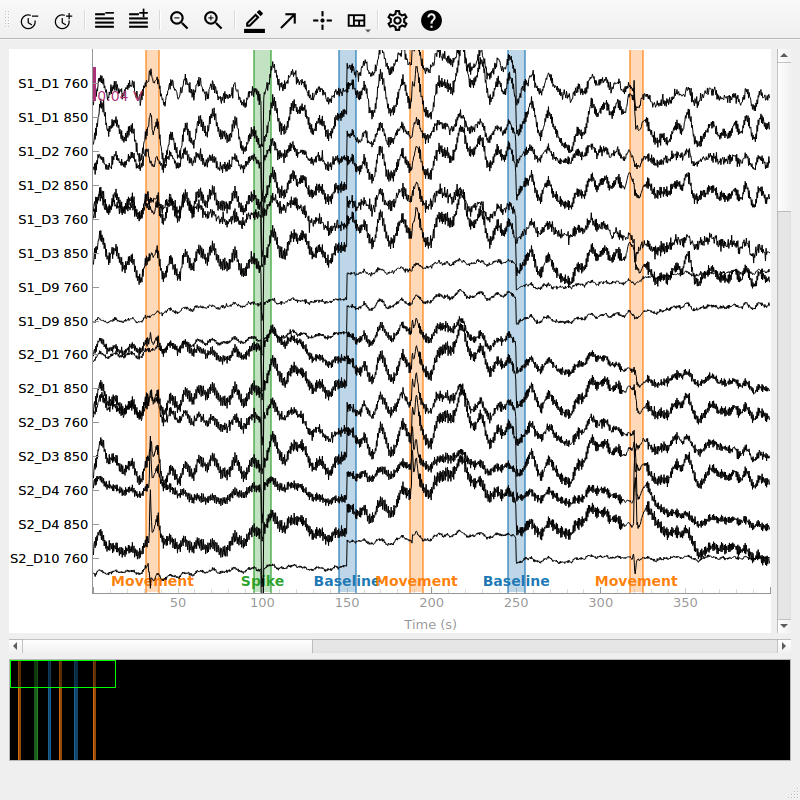 S1_D1 760
0.04 V
S1_D1 850
S1_D2 760
S1_D2 850
S1_D3 760
S1_D3 850
S1_D9 760
S1_D9 850
S2_D1 760
S2_D1 850
S2_D3 760
S2_D3 850
S2_D4 760
S2_D4 850
S2_D10 760
Movement Spike Baseline Movement Baseline Movement
50 100 150 200 250 300 350
Time (s)